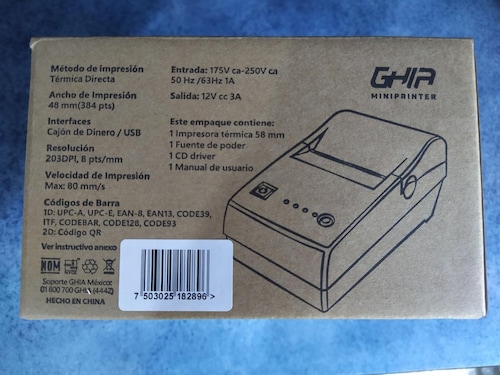 Método de impresión
Térmica Directa
Ancho de Impresión
48 mm(384 pts)
Interfaces
Cajón de Dinero / USB
Resolución
203DPI, 8 pts/mm
Velocidad de Impresión
Max: 80 mm/s
Códigos de Barra
1D: UPC-A, UPC-E, EAN-8, EAN13, CODE39,
ITF, CODEBAR, CODE128, CODE93
2D: Código QR
Ver instructivo anexo
NOM
Soporte GHIA México:
01 800 700 GHIA (4442)
HECHO EN CHINA
Entrada: 175V ca-250V ca
50 Hz /63Hz 1A
Salida: 12V cc 3A
Este empaque contiene:
1 Impresora térmica 58 mm
1 Fuente de poder
1 CD driver
1 Manual de usuario
GHIA
MINIPRINTER
7 503025 182896 >